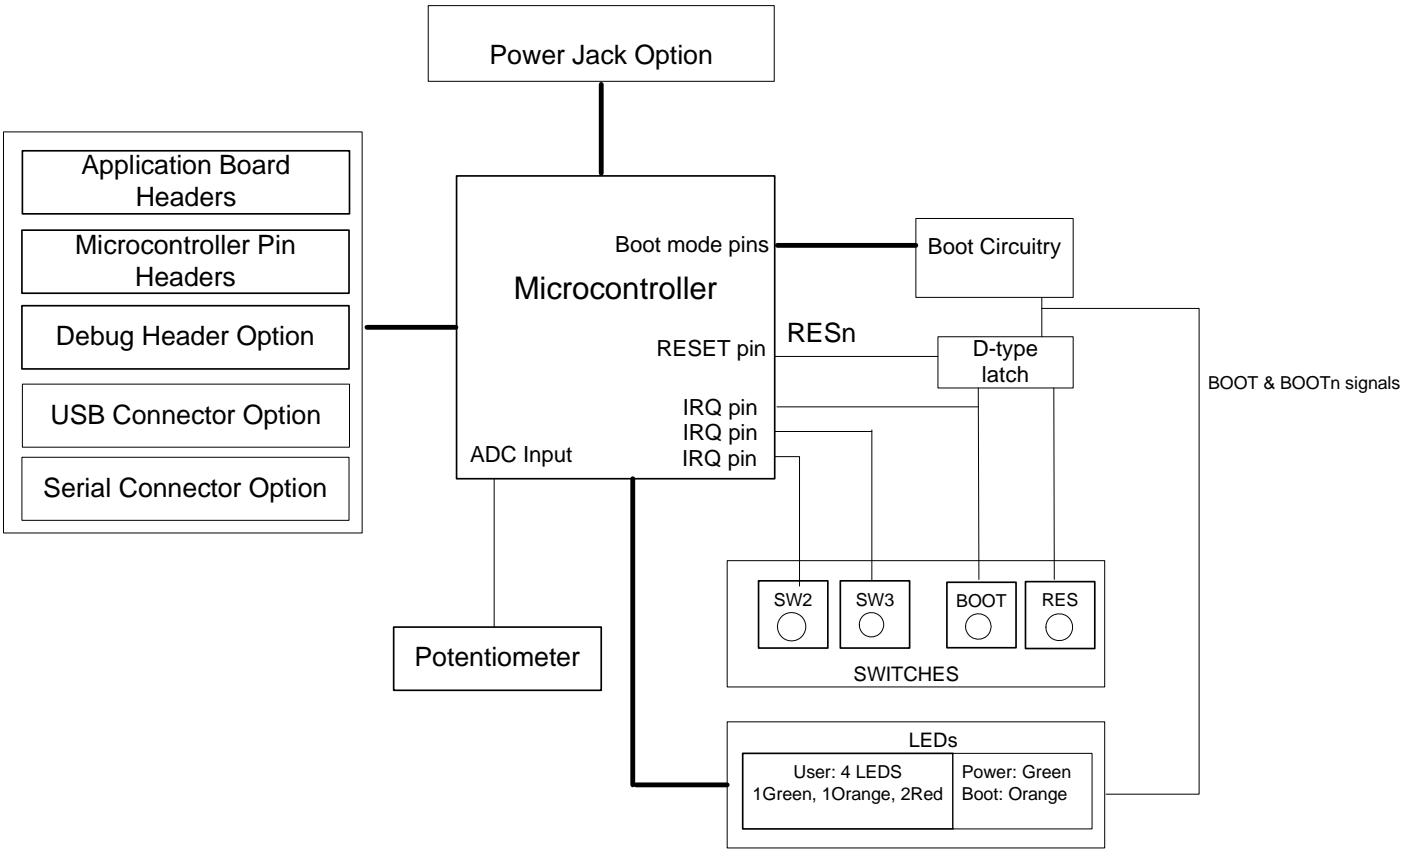 Power Jack Option
Application Board
Headers
Microcontroller Pin
Headers
Debug Header Option
USB Connector Option
Serial Connector Option
Boot mode pins
Microcontroller
RESET pin
IRQ pin
IRQ pin
IRQ pin
ADC Input
RESn
Boot Circuitry
D-type
latch
BOOT & BOOTn signals
Potentiometer
SW2
SW3
BOOT
RES
SWITCHES
LEDs
User: 4 LEDS
1Green, 1Orange, 2Red
Power: Green
Boot: Orange